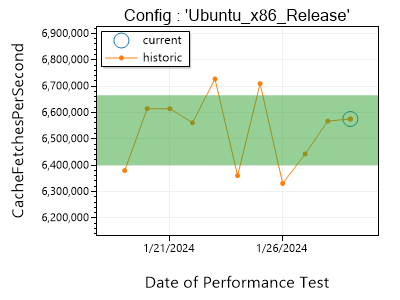 Config : 'Ubuntu_x86_Release'
current
historic
CacheFetchesPerSecond
6,900,000
6,800,000
6,700,000
6,600,000
6,500,000
6,400,000
6,300,000
6,200,000
1/21/2024
1/26/2024
Date of Performance Test